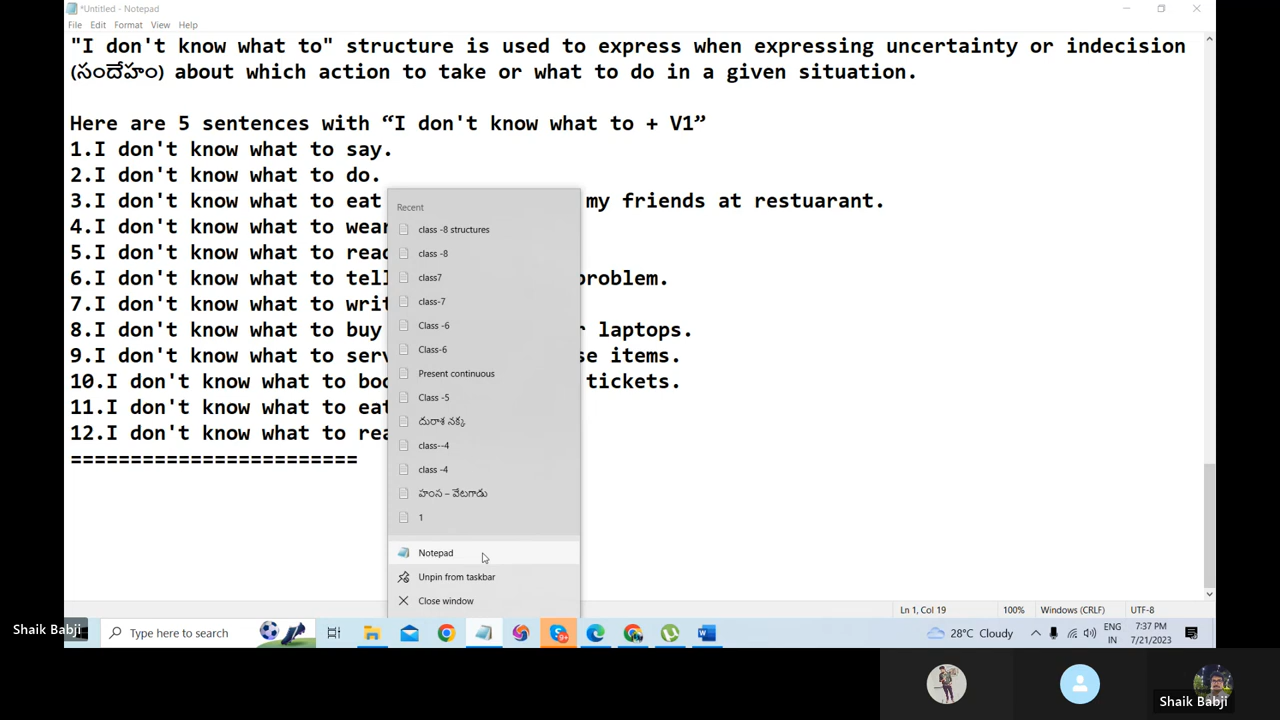 *Untitled - Notepad
File Edit Format View Help
"I don't know what to" structure is used to express when expressing uncertainty or indecision
(సందేహం) about which action to take or what to do in a given situation.
Here are 5 sentences with “I don't know what to + V1”
1.I don't know what to say.
2.I don't know what to do.
3.I don't know what to eat my friends at restuarant.
4.I don't know what to wear
5.I don't know what to read
6.I don't know what to tell problem.
7.I don't know what to writ
8.I don't know what to buy r laptops.
9.I don't know what to serv se items.
10.I don't know what to boo tickets.
11.I don't know what to eat
12.I don't know what to rea
========================
Recent
class -8 structures
class -8
class7
class-7
Class -6
Class-6
Present continuous
Class -5
దురాశ నక్క
class--4
class -4
హంస – వేటగాడు
1
Notepad
Unpin from taskbar
Close window
Ln 1, Col 19 100% Windows (CRLF) UTF-8
Shaik Babji
Type here to search
28°C Cloudy
ENG
IN
7:37 PM
7/21/2023
Shaik Babji